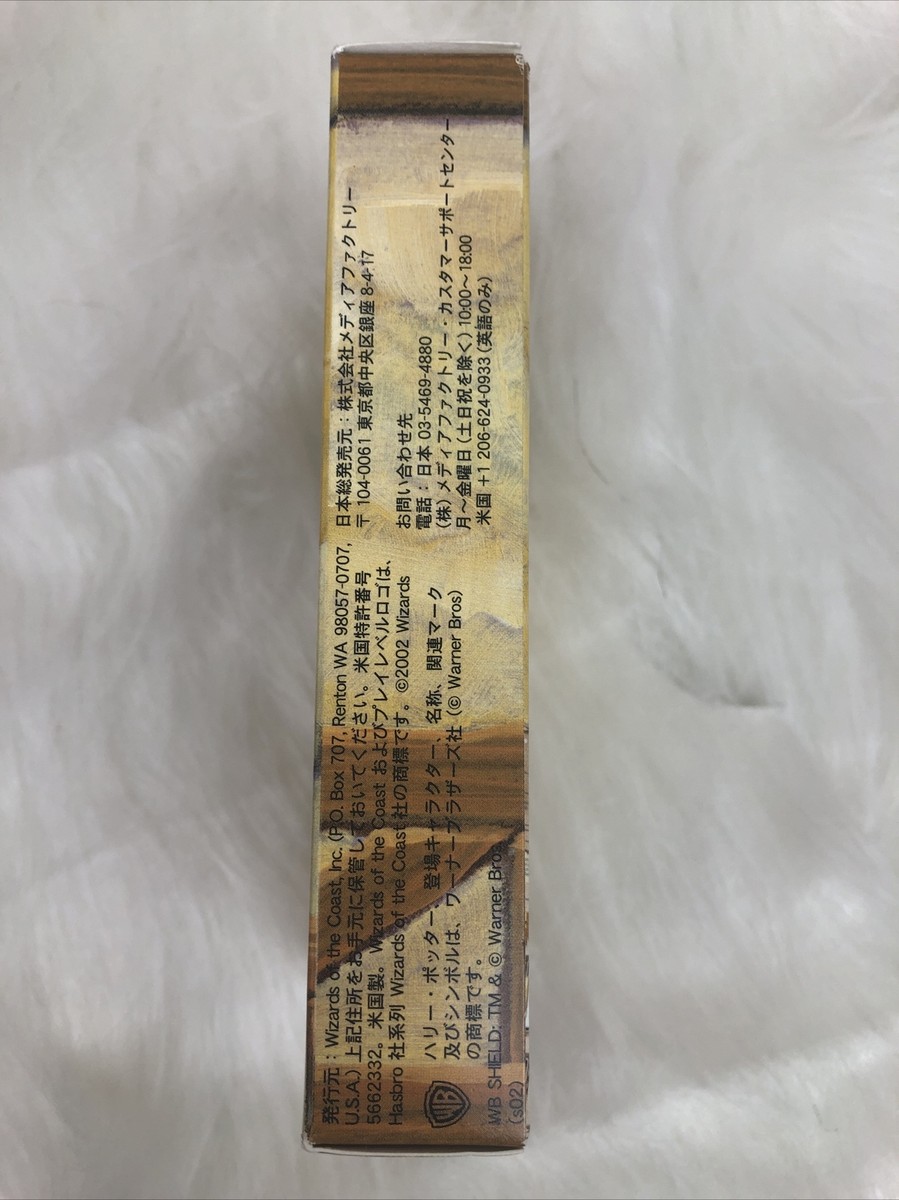 発行元：Wizards of the Coast, Inc. (P.O. Box 707, Renton WA 98057-0707,
U.S.A.) 上記住所をお手元に保管しておいてください。米国特許番号
5662332。米国製。Wizards of the Coast およびプレイレベルロゴは、
Hasbro 社系列 Wizards of the Coast 社の商標です。©2002 Wizards
WB
ハリー・ポッター、登場キャラクター、名称、関連マーク
及びシンボルは、ワーナーブラザーズ社 (© Warner Bros)
の商標です。
WB SHIELD: TM & © Warner Bros.
(s02)
日本総発売元：株式会社メディアファクトリー
〒104-0061 東京都中央区銀座 8-4-17
お問い合わせ先
電話：日本 03-5469-4880
(株) メディアファクトリー・カスタマーサポートセンター
月～金曜日 (土日祝を除く) 10:00～18:00
米国 +1 206-624-0933 (英語のみ)